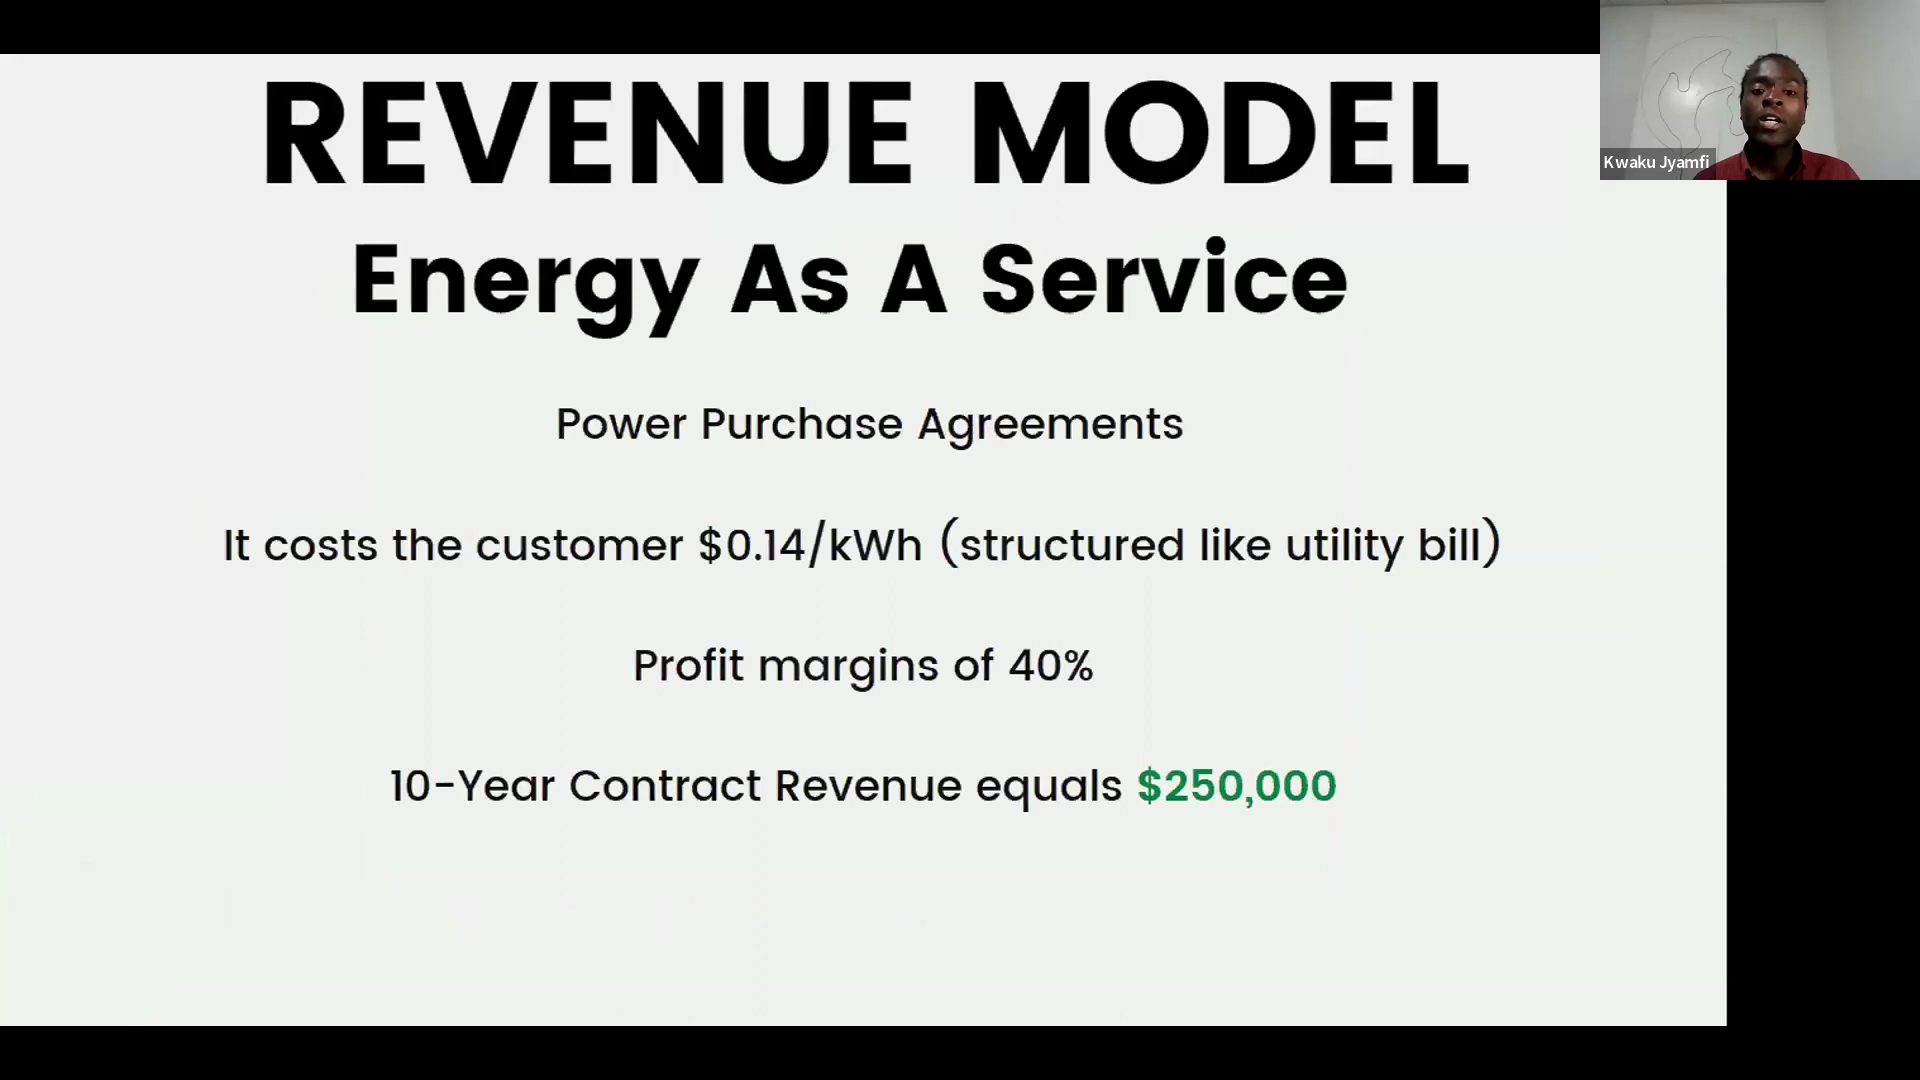 REVENUE MODEL
Energy As A Service
Power Purchase Agreements
It costs the customer $0.14/kWh (structured like utility bill)
Profit margins of 40%
10-Year Contract Revenue equals $250,000
Kwaku Jyamfi